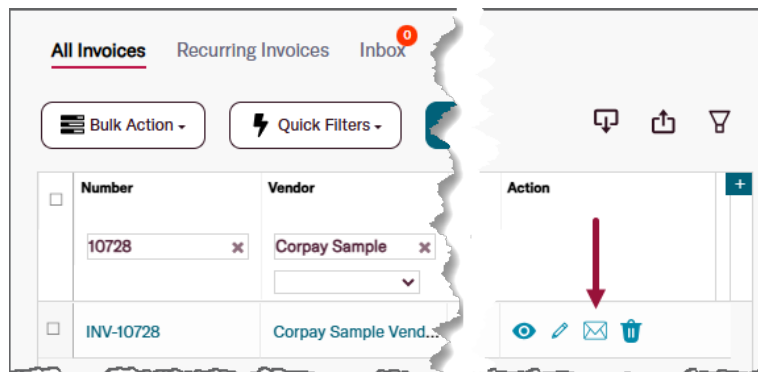 All Invoices
Recurring Invoices
Inbox
0
Bulk Action
Quick Filters
Number
Vendor
Action
+
10728
Corpay Sample
INV-10728
Corpay Sample Vend...